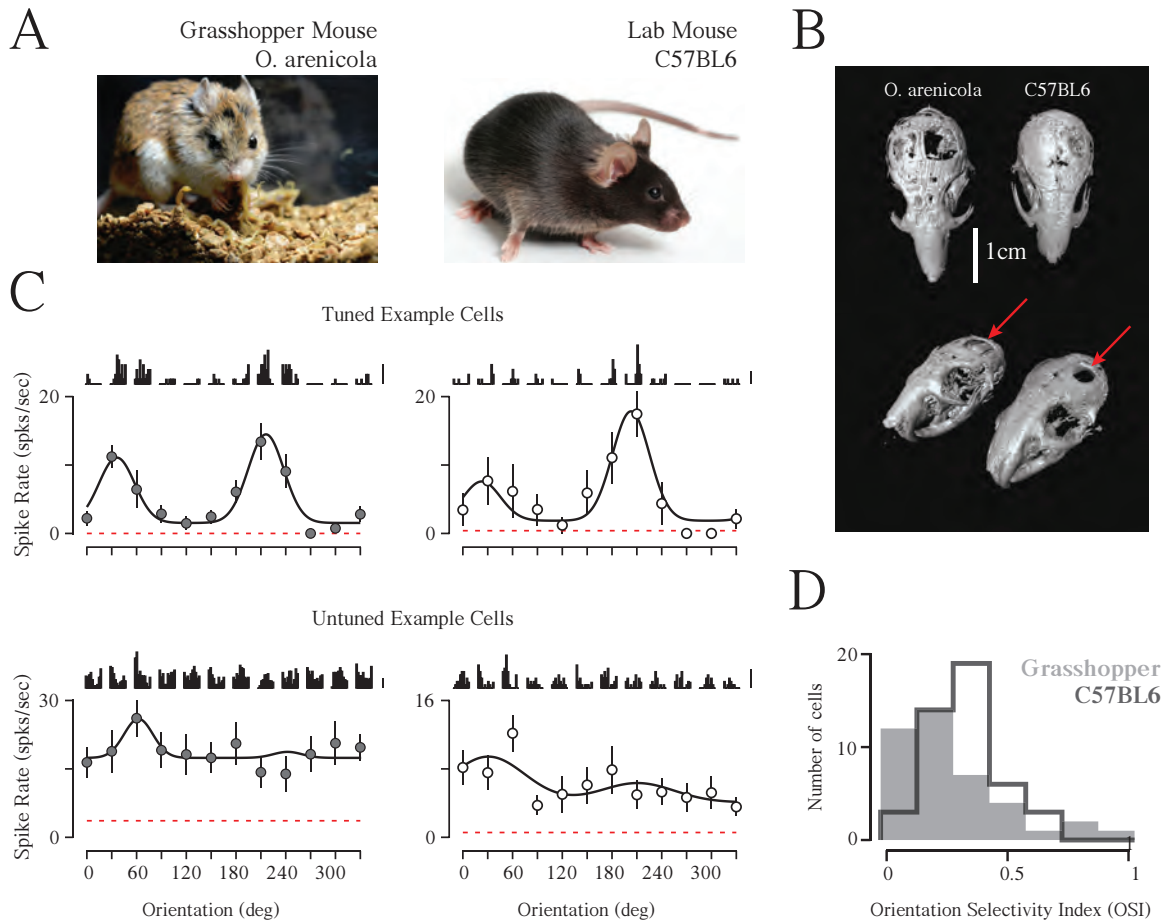 A
Grasshopper Mouse
O. arenicola
Lab Mouse
C57BL6
B
O. arenicola
C57BL6
1cm
C
Tuned Example Cells
Spike Rate (spks/sec)
20
0
20
0
Untuned Example Cells
Spike Rate (spks/sec)
30
0
0
60
120
180
240
300
Orientation (deg)
16
0
0
60
120
180
240
300
Orientation (deg)
D
Grasshopper
C57BL6
Number of cells
20
10
0
0
0.5
1
Orientation Selectivity Index (OSI)